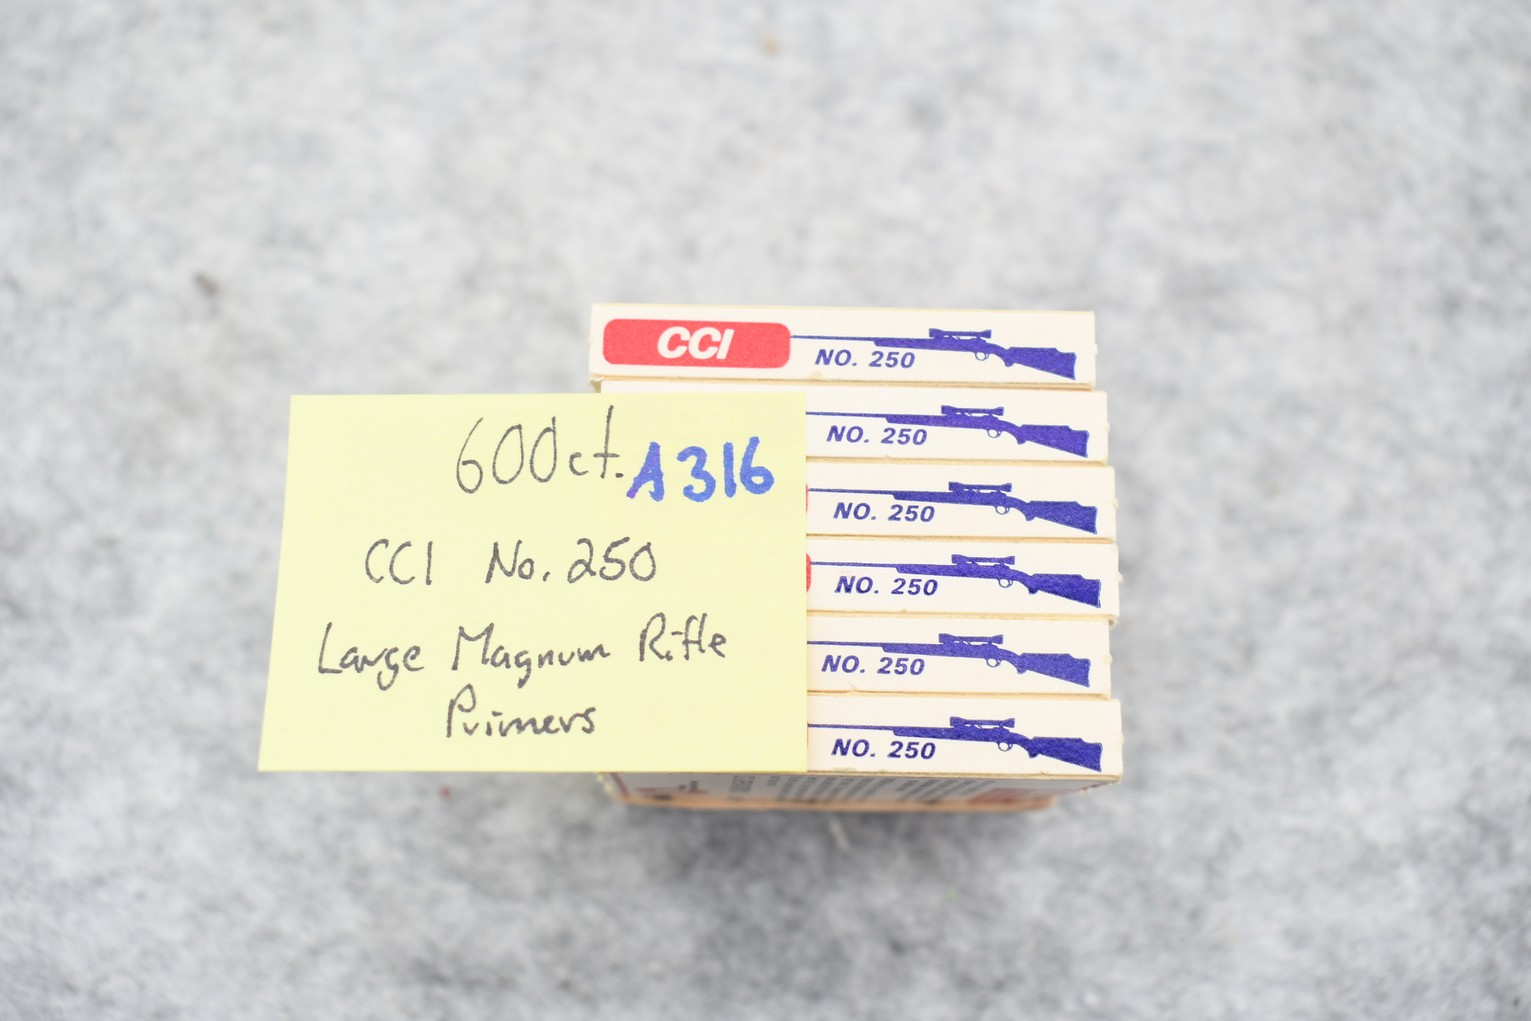 CCI
NO. 250
NO. 250
NO. 250
NO. 250
NO. 250
NO. 250
600ct. A316
CCI No. 250
Large Magnum Rifle
Primers